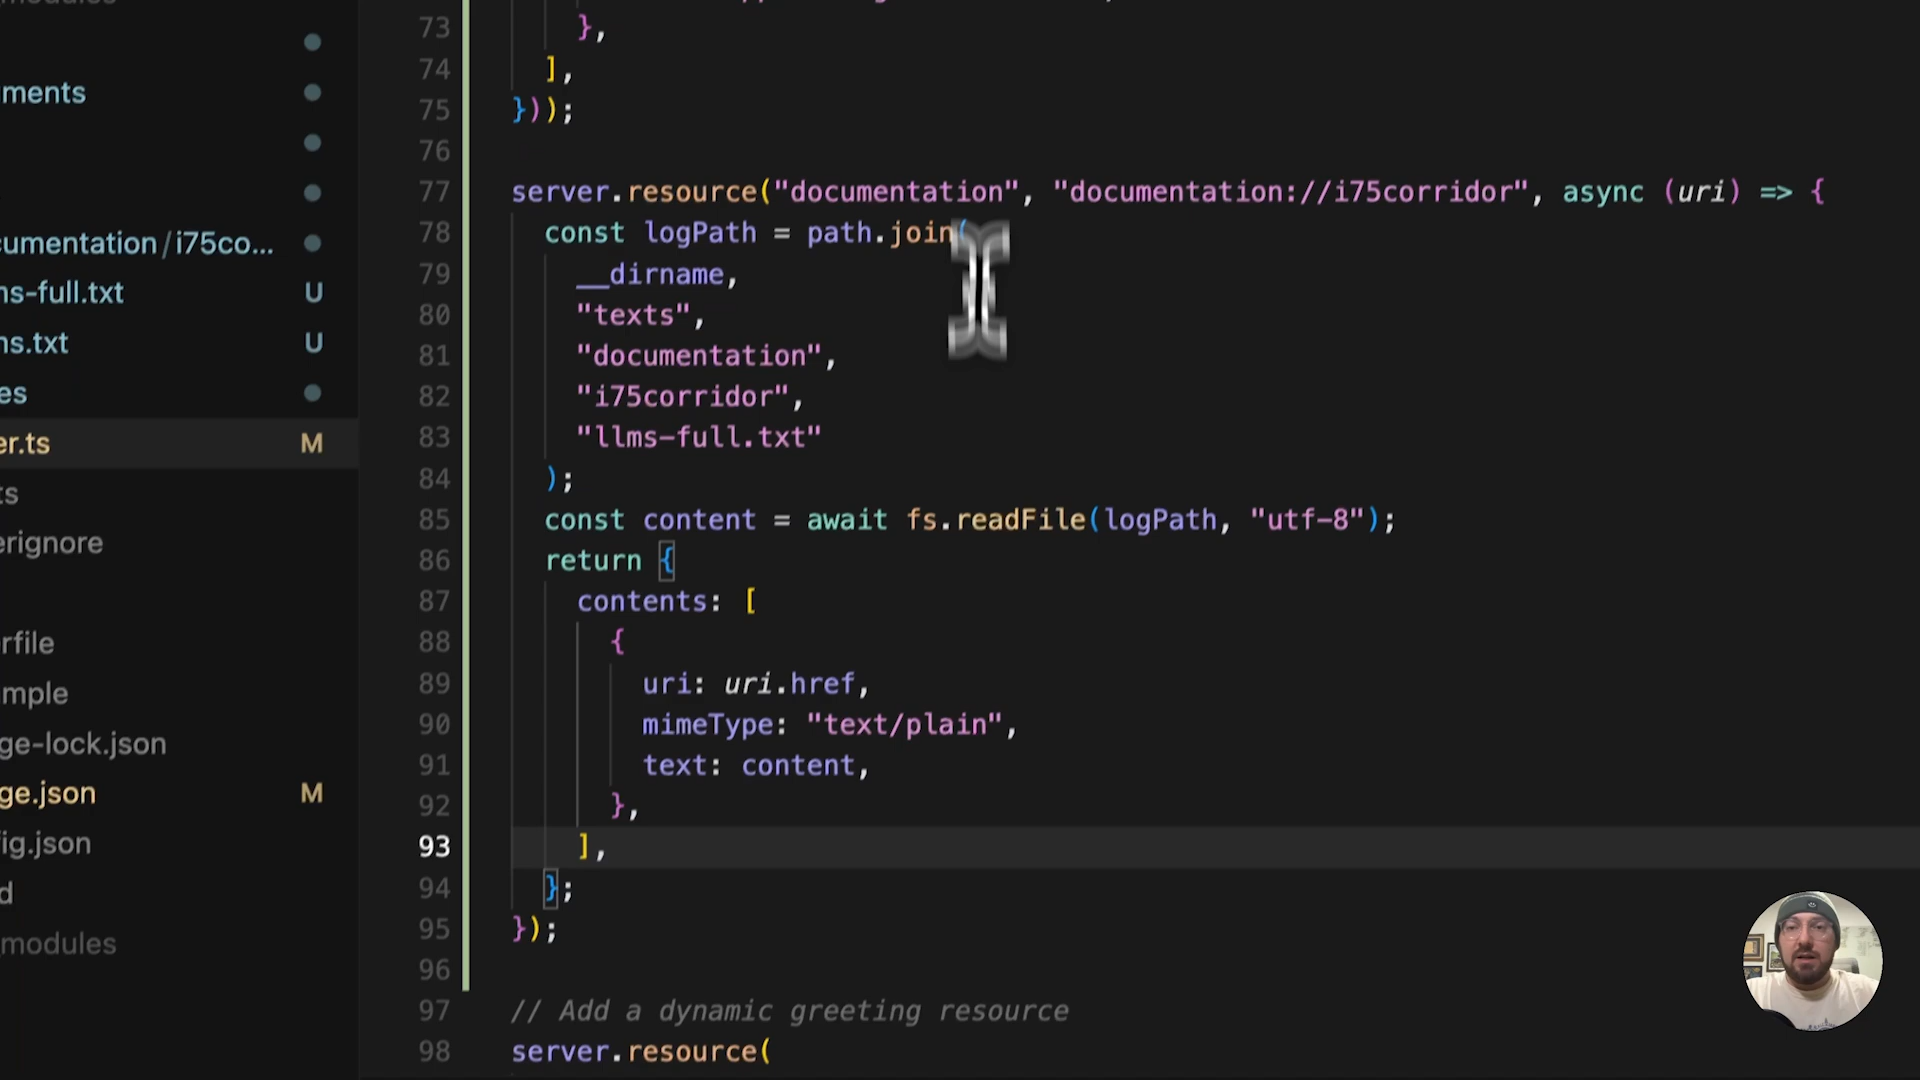 modules
ments
cumentation/i75co...
ns-full.txt U
ns.txt U
es
er.ts M
ts
erignore
rfile
mple
ge-lock.json
ge.json M
fig.json
d
modules
73 },
74 ],
75 }));
76
77 server.resource("documentation", "documentation://i75corridor", async (uri) => {
78 const logPath = path.join(
79 __dirname,
80 "texts",
81 "documentation",
82 "i75corridor",
83 "llms-full.txt"
84 );
85 const content = await fs.readFile(logPath, "utf-8");
86 return {
87 contents: [
88 {
89 uri: uri.href,
90 mimeType: "text/plain",
91 text: content,
92 },
93 ],
94 };
95 });
96
97 // Add a dynamic greeting resource
98 server.resource(